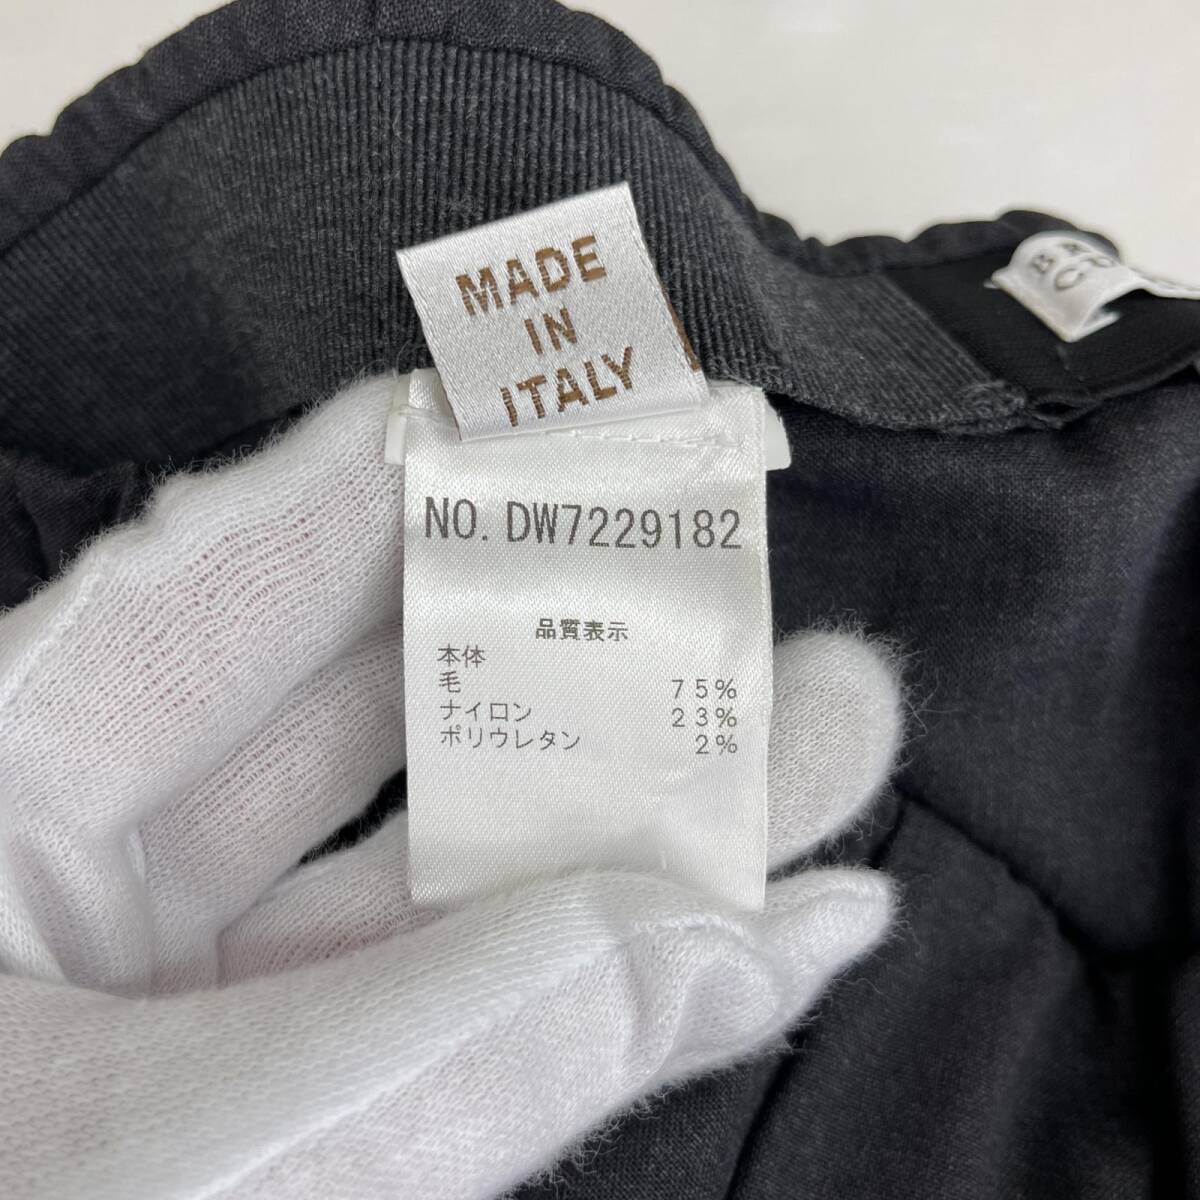 MADE
IN
ITALY
NO. DW7229182
品質表示
本体
毛 75%
ナイロン 23%
ポリウレタン 2%